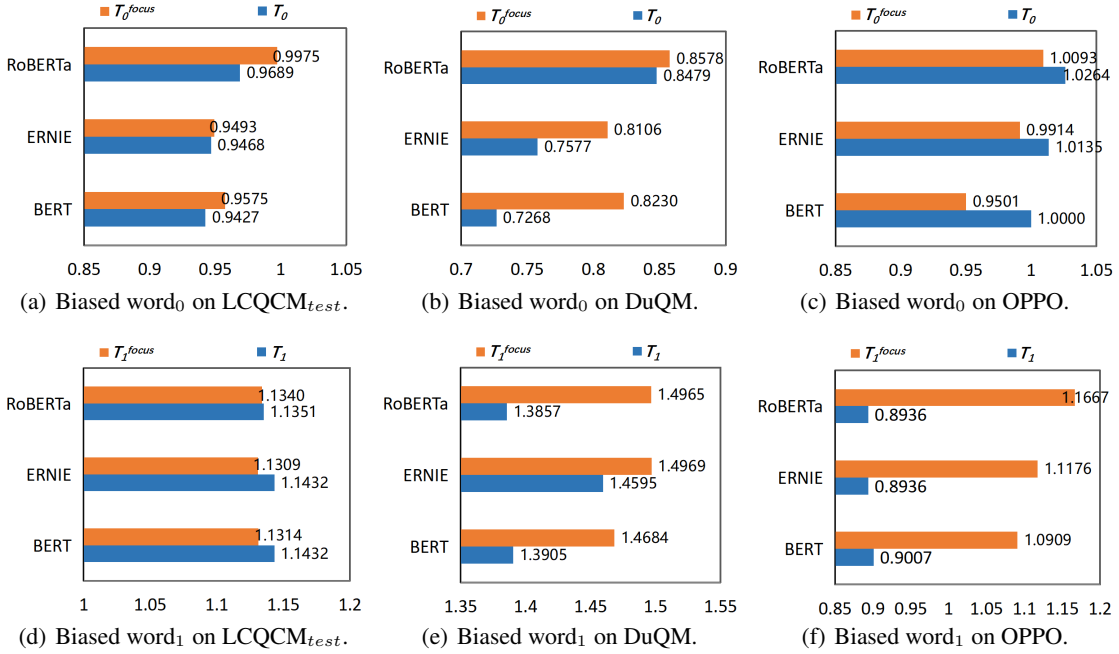 T₀ᶠᵒᶜᵘˢ T₀
RoBERTa 0.9975
0.9689
ERNIE 0.9493
0.9468
BERT 0.9575
0.9427
0.85 0.9 0.95 1 1.05
(a) Biased word₀ on LCQCM_test.
T₀ᶠᵒᶜᵘˢ T₀
RoBERTa 0.8578
0.8479
ERNIE 0.8106
0.7577
BERT 0.8230
0.7268
0.7 0.75 0.8 0.85 0.9
(b) Biased word₀ on DuQM.
T₀ᶠᵒᶜᵘˢ T₀
RoBERTa 1.0093
1.0264
ERNIE 0.9914
1.0135
BERT 0.9501
1.0000
0.85 0.9 0.95 1 1.05
(c) Biased word₀ on OPPO.
T₁ᶠᵒᶜᵘˢ T₁
RoBERTa 1.1340
1.1351
ERNIE 1.1309
1.1432
BERT 1.1314
1.1432
1 1.05 1.1 1.15 1.2
(d) Biased word₁ on LCQCM_test.
T₁ᶠᵒᶜᵘˢ T₁
RoBERTa 1.4965
1.3857
ERNIE 1.4969
1.4595
BERT 1.4684
1.3905
1.35 1.4 1.45 1.5 1.55
(e) Biased word₁ on DuQM.
T₁ᶠᵒᶜᵘˢ T₁
RoBERTa 1.1667
0.8936
ERNIE 1.1176
0.8936
BERT 1.0909
0.9007
0.85 0.9 0.95 1 1.05 1.1 1.15 1.2
(f) Biased word₁ on OPPO.